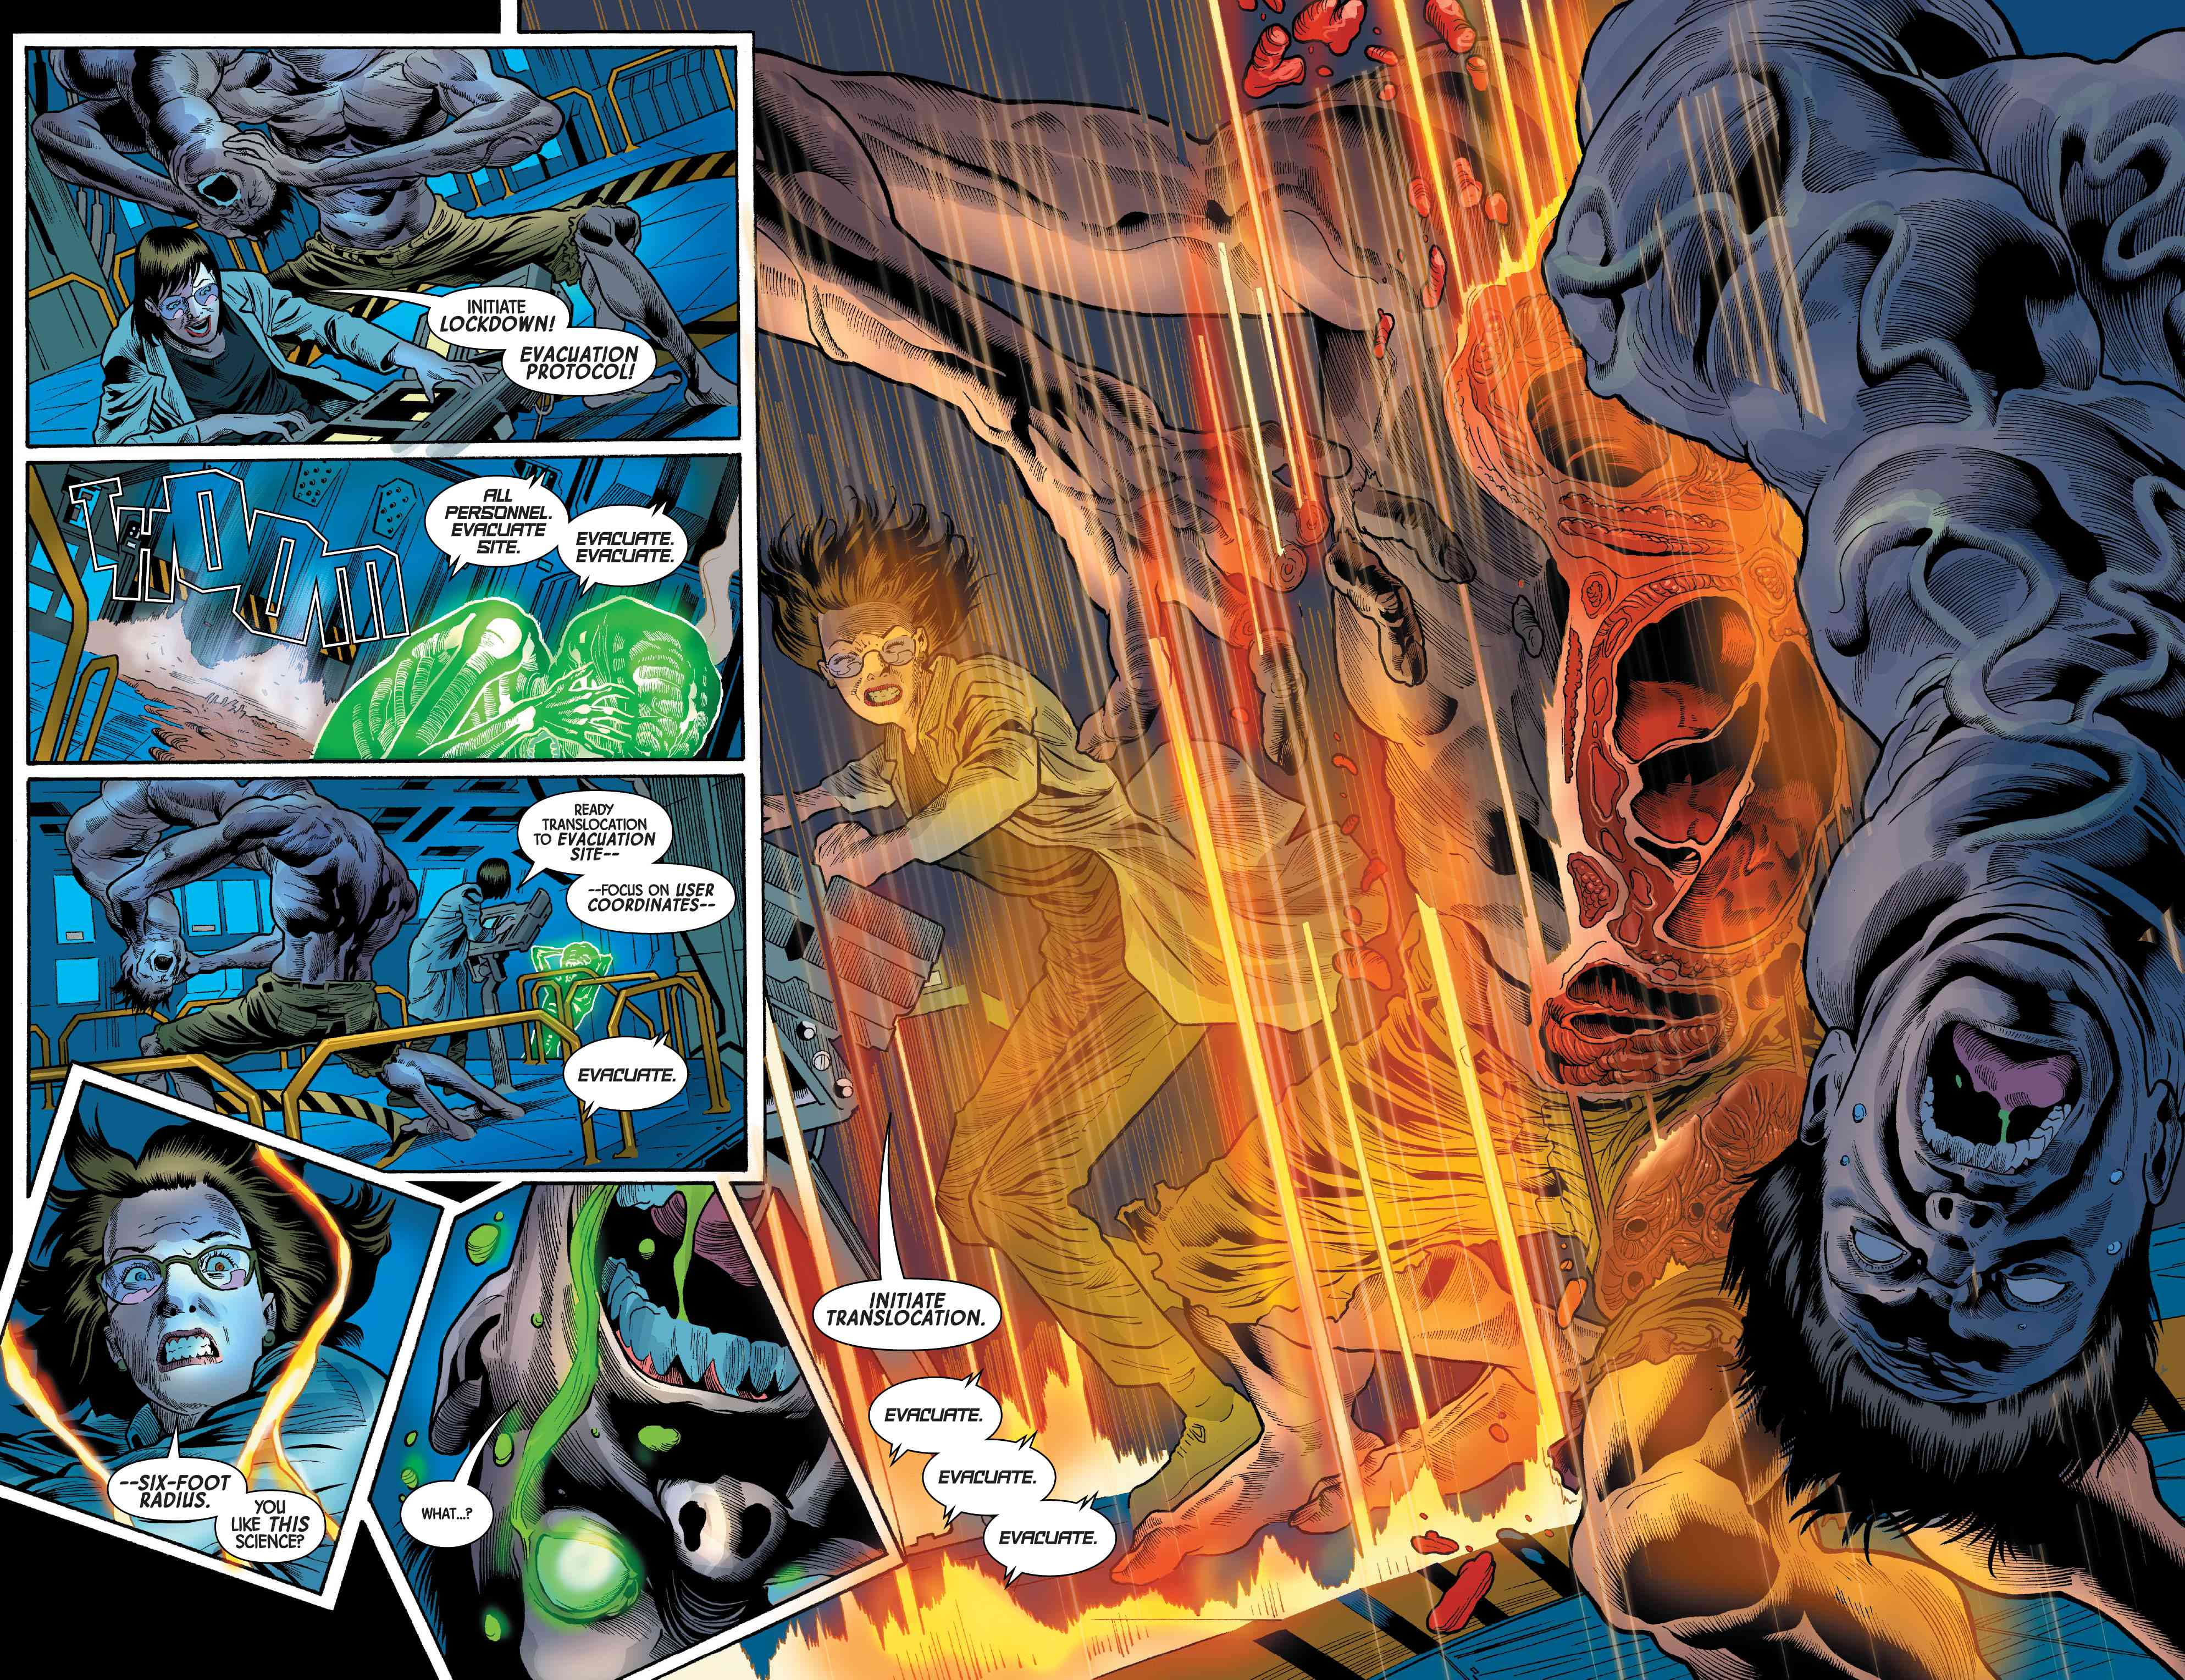 INITIATE
LOCKDOWN!
EVACUATION
PROTOCOL!
THOOM
ALL
PERSONNEL.
EVACUATE
SITE.
EVACUATE.
EVACUATE.
READY
TRANSLOCATION
TO EVACUATION
SITE--
--FOCUS ON USER
COORDINATES--
EVACUATE.
--SIX-FOOT
RADIUS.
YOU
LIKE THIS
SCIENCE?
WHAT...?
INITIATE
TRANSLOCATION.
EVACUATE.
EVACUATE.
EVACUATE.